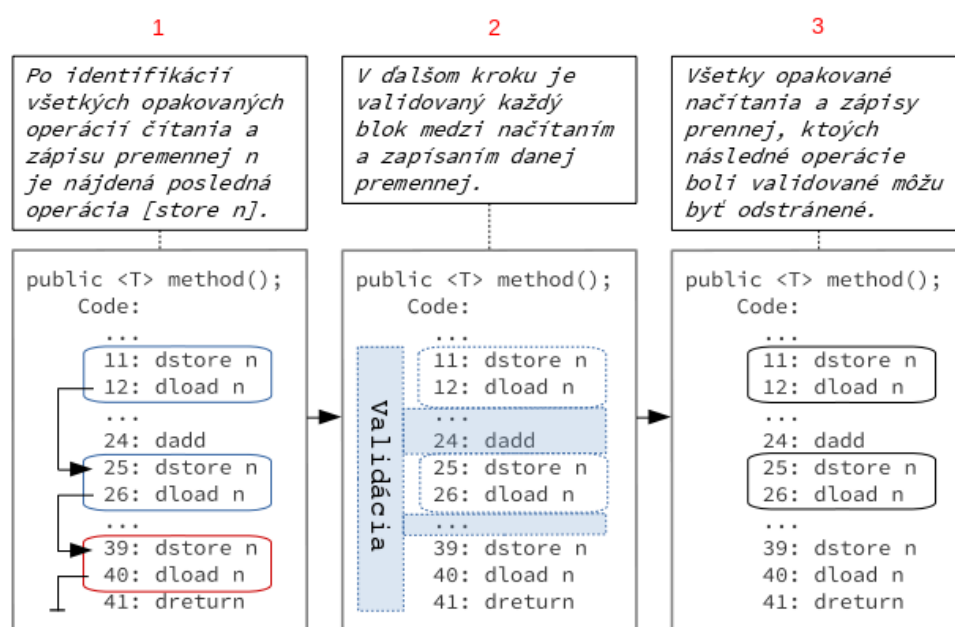 1
Po identifikácií
všetkých opakovaných
operácií čítania a
zápisu premennej n
je nájdená posledná
operácia [store n].
public <T> method();
Code:
...
11: dstore n
12: dload n
...
24: dadd
25: dstore n
26: dload n
...
39: dstore n
40: dload n
41: dreturn
2
V ďalšom kroku je
validovaný každý
blok medzi načítaním
a zapísaním danej
premennej.
public <T> method();
Code:
Validácia
...
11: dstore n
12: dload n
...
24: dadd
25: dstore n
26: dload n
...
39: dstore n
40: dload n
41: dreturn
3
Všetky opakované
načítania a zápisy
prennej, ktoých
následné operácie
boli validované môžu
byť odstránené.
public <T> method();
Code:
...
11: dstore n
12: dload n
...
24: dadd
25: dstore n
26: dload n
...
39: dstore n
40: dload n
41: dreturn